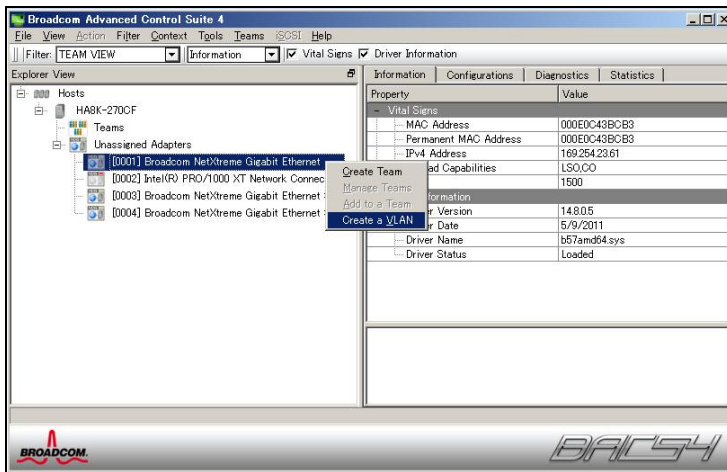 Broadcom Advanced Control Suite 4
File View Action Filter Context Tools Teams iSCSI Help
Filter: TEAM VIEW Information Vital Signs Driver Information
Explorer View
Hosts
HA8K-270CF
Teams
Unassigned Adapters
[0001] Broadcom NetXtreme Gigabit Ethernet
[0002] Intel(R) PRO/1000 XT Network Connec
[0003] Broadcom NetXtreme Gigabit Ethernet
[0004] Broadcom NetXtreme Gigabit Ethernet
Create Team
Manage Teams
Add to a Team
Create a VLAN
Information Configurations Diagnostics Statistics
Property Value
Vital Signs
MAC Address 000E0C43BCB3
Permanent MAC Address 000E0C43BCB3
IPv4 Address 169.254.23.61
Capabilities LSO,CO
1500
Version 14.8.0.5
Date 5/9/2011
Driver Name b57amd64.sys
Driver Status Loaded
BROADCOM.
BACS4